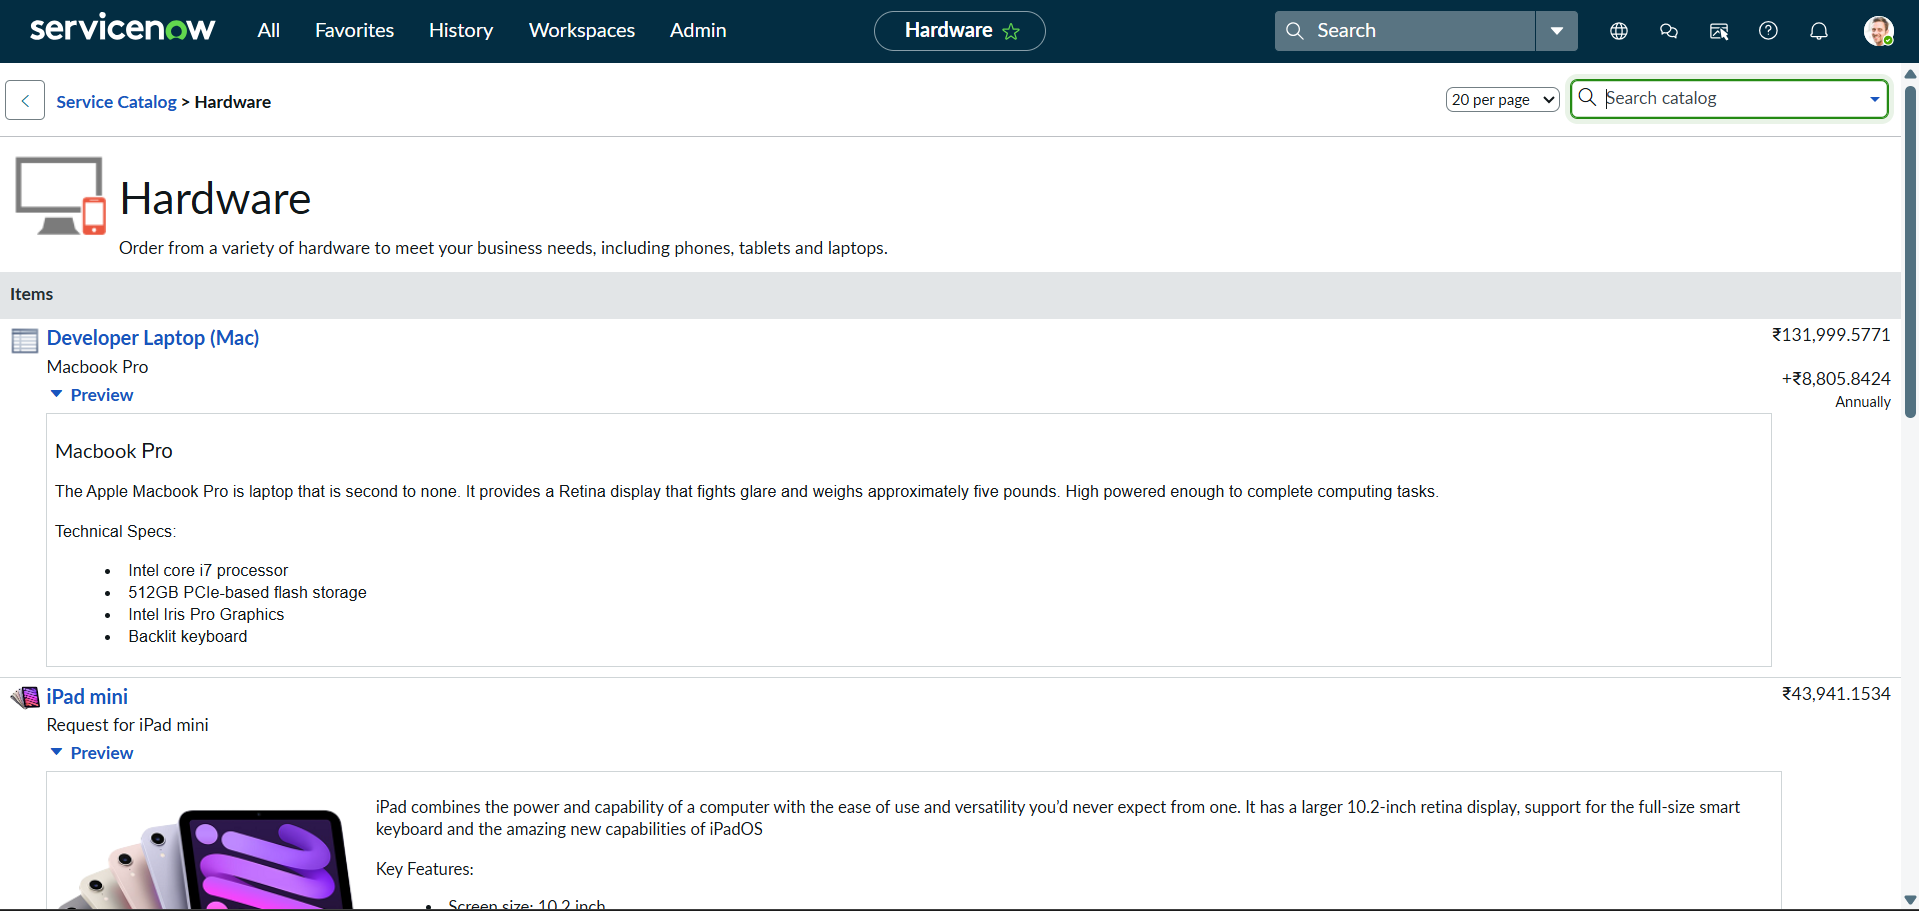 servicenow All Favorites History Workspaces Admin Hardware Search
Service Catalog > Hardware 20 per page Search catalog
Hardware
Order from a variety of hardware to meet your business needs, including phones, tablets and laptops.
Items
Developer Laptop (Mac) ₹131,999.5771
Macbook Pro
+₹8,805.8424
Preview
Annually
Macbook Pro
The Apple Macbook Pro is laptop that is second to none. It provides a Retina display that fights glare and weighs approximately five pounds. High powered enough to complete computing tasks.
Technical Specs:
• Intel core i7 processor
• 512GB PCIe-based flash storage
• Intel Iris Pro Graphics
• Backlit keyboard
iPad mini ₹43,941.1534
Request for iPad mini
Preview
iPad combines the power and capability of a computer with the ease of use and versatility you’d never expect from one. It has a larger 10.2-inch retina display, support for the full-size smart
keyboard and the amazing new capabilities of iPadOS
Key Features:
• Screen size: 10.2 inch